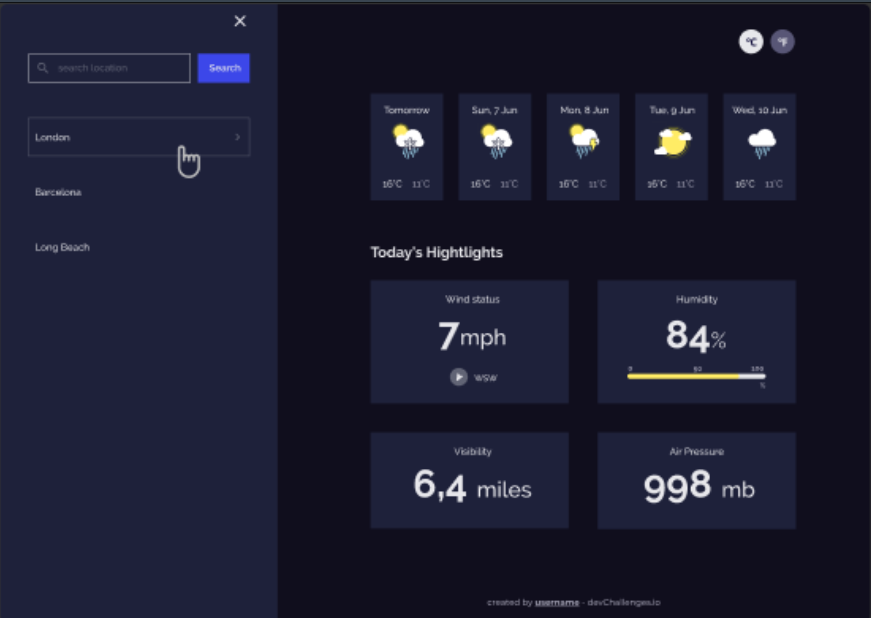 search location
Search
London
Barcelona
Long Beach
°C °F
Tomorrow
16°C 11°C
Sun, 7 Jun
16°C 11°C
Mon, 8 Jun
16°C 11°C
Tue, 9 Jun
16°C 11°C
Wed, 10 Jun
16°C 11°C
Today's Hightlights
Wind status
7mph
WSW
Humidity
84%
0 50 100
%
Visibility
6,4 miles
Air Pressure
998 mb
created by username - devChallenges.io